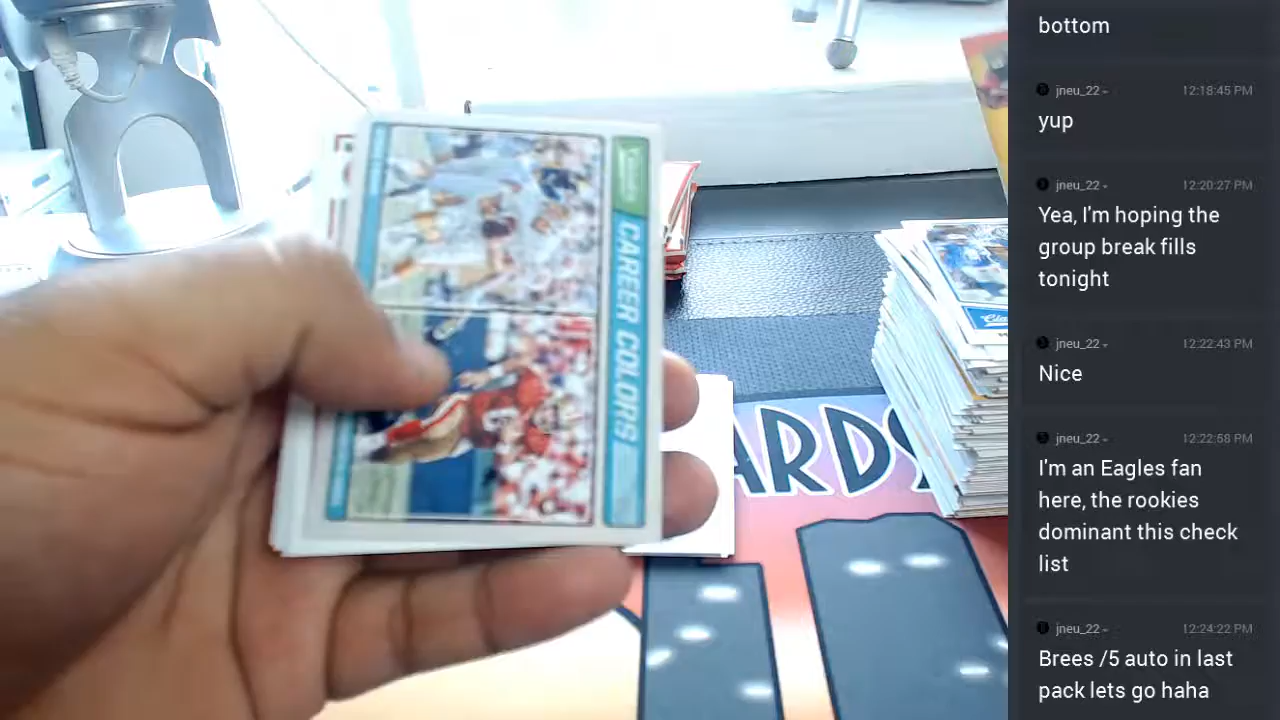 CAREER COLORS
ARDS
bottom
jneu_22
12:18:45 PM
yup
jneu_22
12:20:27 PM
Yea, I'm hoping the
group break fills
tonight
jneu_22
12:22:43 PM
Nice
jneu_22
12:22:58 PM
I'm an Eagles fan
here, the rookies
dominant this check
list
jneu_22
12:24:22 PM
Brees /5 auto in last
pack lets go haha